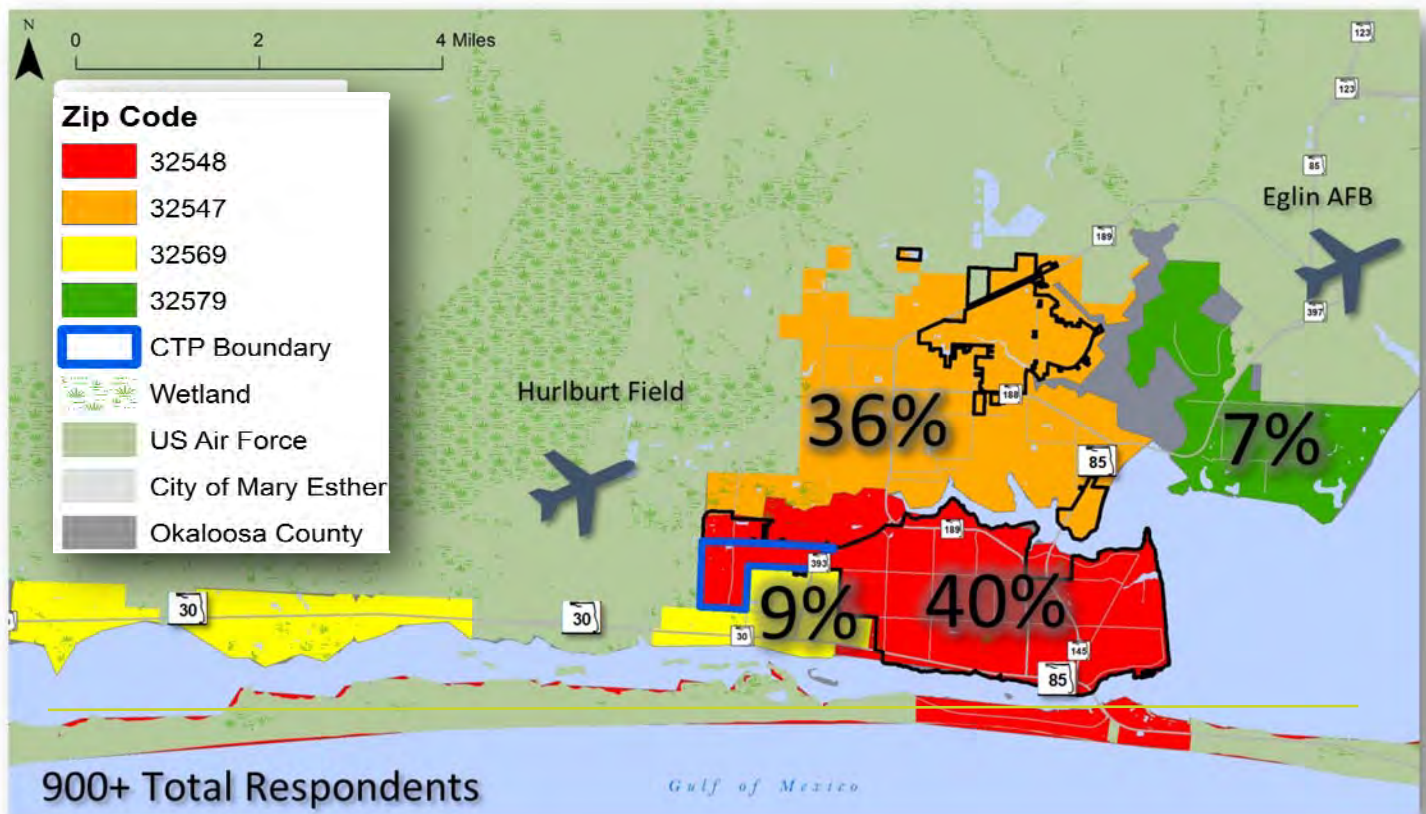 N
0 2 4 Miles
Zip Code
32548
32547
32569
32579
CTP Boundary
Wetland
US Air Force
City of Mary Esther
Okaloosa County
123
123
85
Eglin AFB
189
397
Hurlburt Field
36%
188
7%
85
189
393
9%
40%
30
30
30
145
85
900+ Total Respondents
Gulf of Mexico